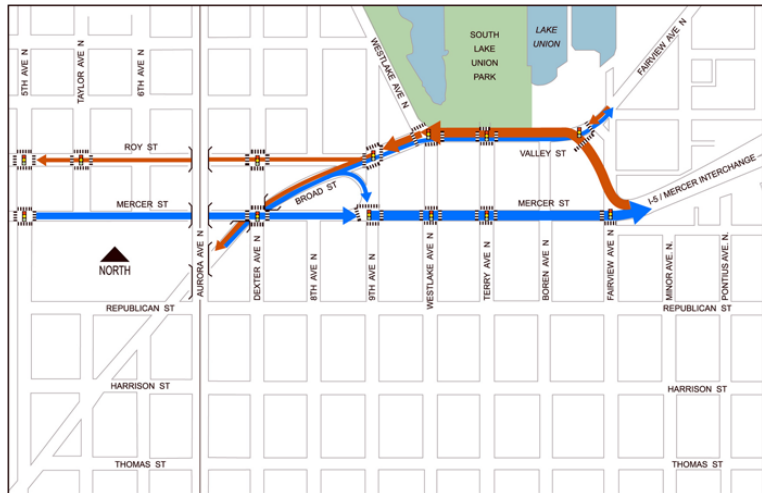 5TH AVE N
TAYLOR AVE N
6TH AVE N
WESTLAKE AVE N
SOUTH
LAKE
UNION
PARK
LAKE
UNION
FAIRVIEW AVE N
ROY ST
BROAD ST
VALLEY ST
MERCER ST
MERCER ST
I-5 / MERCER INTERCHANGE
NORTH
AURORA AVE N
DEXTER AVE N
8TH AVE N
9TH AVE N
WESTLAKE AVE N
TERRY AVE N
BOREN AVE N
FAIRVIEW AVE N
MINOR AVE. N.
PONTIUS AVE. N
REPUBLICAN ST
REPUBLICAN ST
HARRISON ST
HARRISON ST
THOMAS ST
THOMAS ST